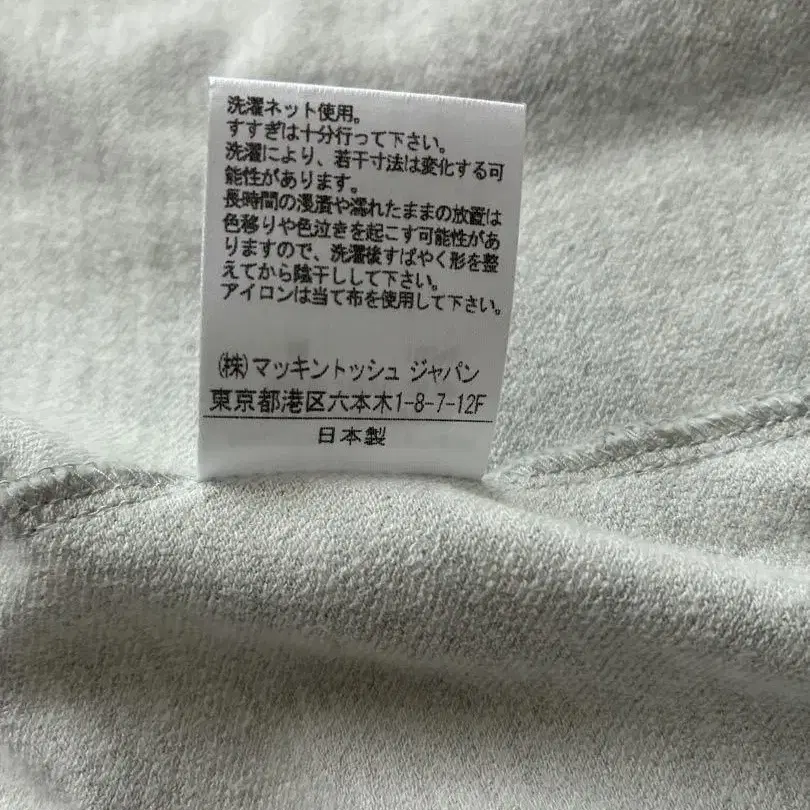 洗濯ネット使用。
すすぎは十分行って下さい。
洗濯により、若干寸法は変化する可
能性があります。
長時間の浸漬や濡れたままの放置は
色移りや色泣きを起こす可能性があ
りますので、洗濯後すばやく形を整
えてから陰干しして下さい。
アイロンは当て布を使用して下さい。
(株)マッキントッシュ ジャパン
東京都港区六本木1-8-7-12F
日本製